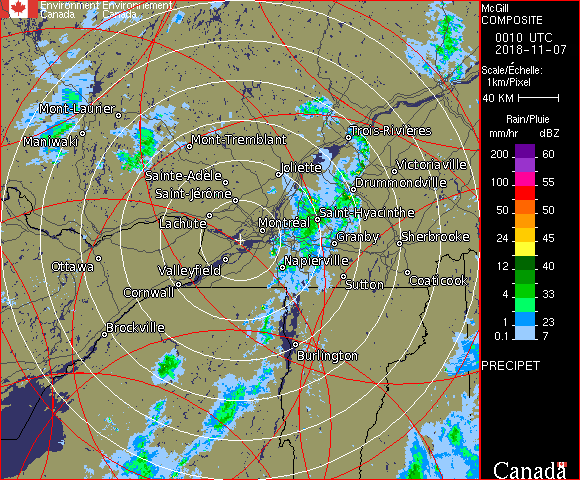 Environment Environnement
Canada Canada
McGill
COMPOSITE
0010 UTC
2018-11-07
Scale/Échelle:
1km/Pixel
40 KM
Rain/Pluie
mm/hr dBZ
200 60
100 55
50 50
24 45
12 40
4 33
1 23
0.1 7
PRECIPET
Canada
Mont-Laurier
Maniwaki
Mont-Tremblant
Trois-Rivières
Joliette
Victoriaville
Sainte-Adèle
Drummondville
Saint-Jérôme
Saint-Hyacinthe
Lachute
Montréal
Granby
Sherbrooke
Ottawa
Valleyfield
Napierville
Cornwall
Sutton
Coaticook
Brockville
Burlington